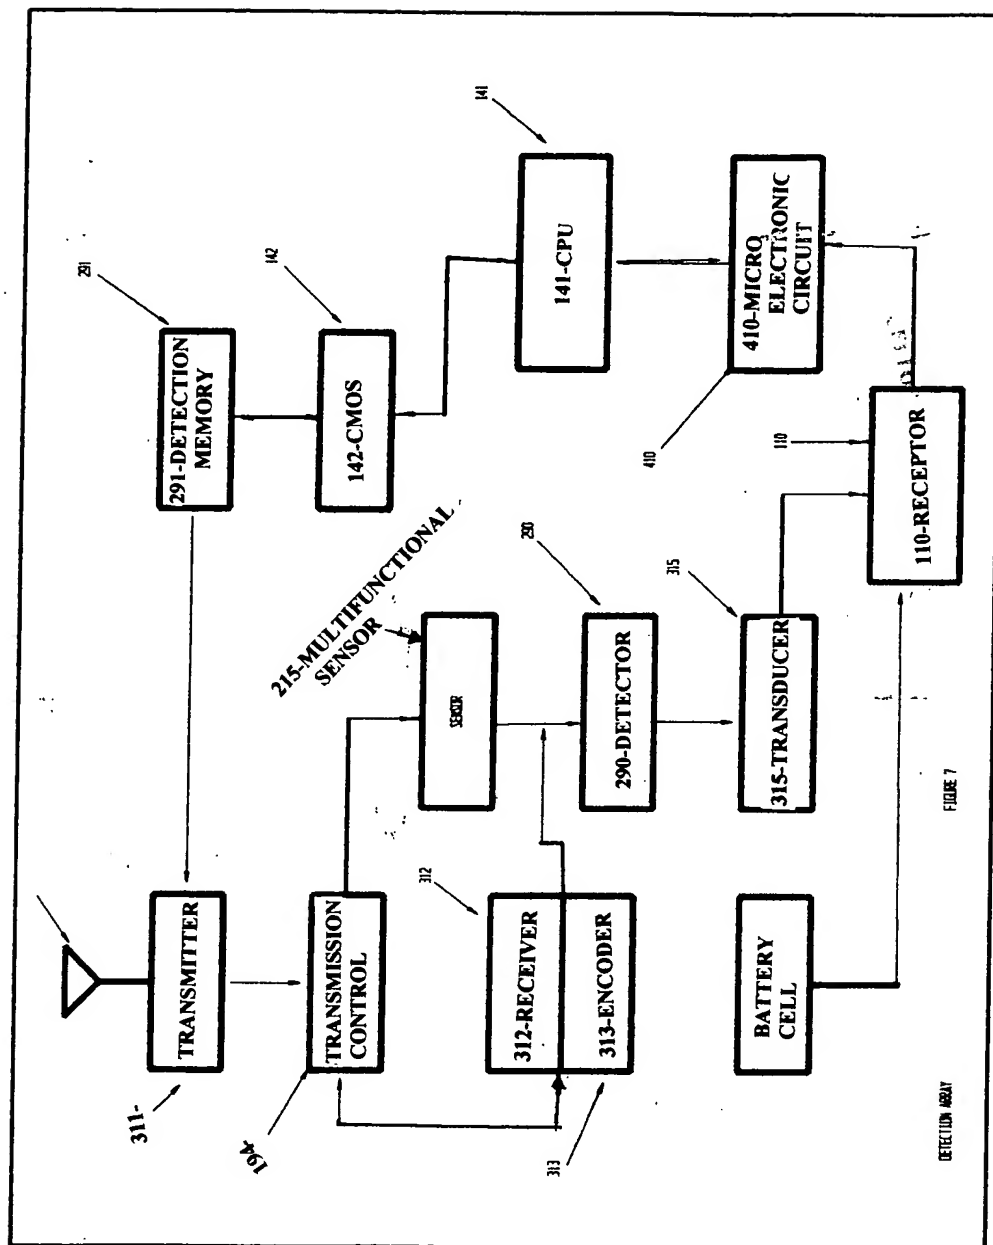 291
311-
TRANSMITTER
291-DETECTION
MEMORY
194
142
TRANSMISSION
CONTROL
142-CMOS
215-MULTIFUNCTIONAL
SENSOR
SENSOR
312
141
290
312-RECEIVER
313-ENCODER
313
141-CPU
290-DETECTOR
410
315
BATTERY
CELL
315-TRANSDUCER
410-MICRO
ELECTRONIC
CIRCUIT
110
110-RECEPTOR
DETECTION ARRAY
FIGURE 7